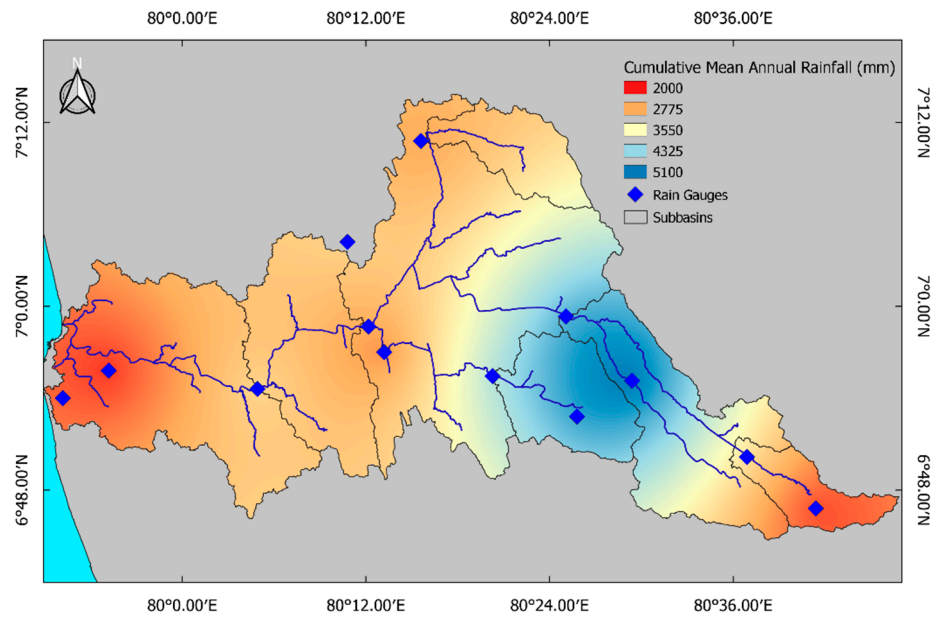 80°0.00′E 80°12.00′E 80°24.00′E 80°36.00′E
N
Cumulative Mean Annual Rainfall (mm)
2000
2775
3550
4325
5100
Rain Gauges
Subbasins
7°12.00′N 7°12.00′N
7°0.00′N 7°0.00′N
6°48.00′N 6°48.00′N
80°0.00′E 80°12.00′E 80°24.00′E 80°36.00′E